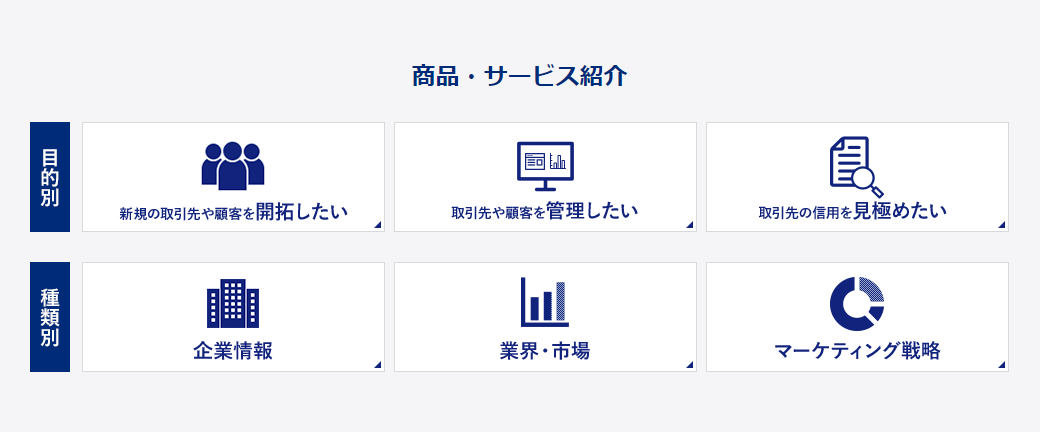 商品・サービス紹介
目的別
新規の取引先や顧客を開拓したい
取引先や顧客を管理したい
取引先の信用を見極めたい
種類別
企業情報
業界・市場
マーケティング戦略